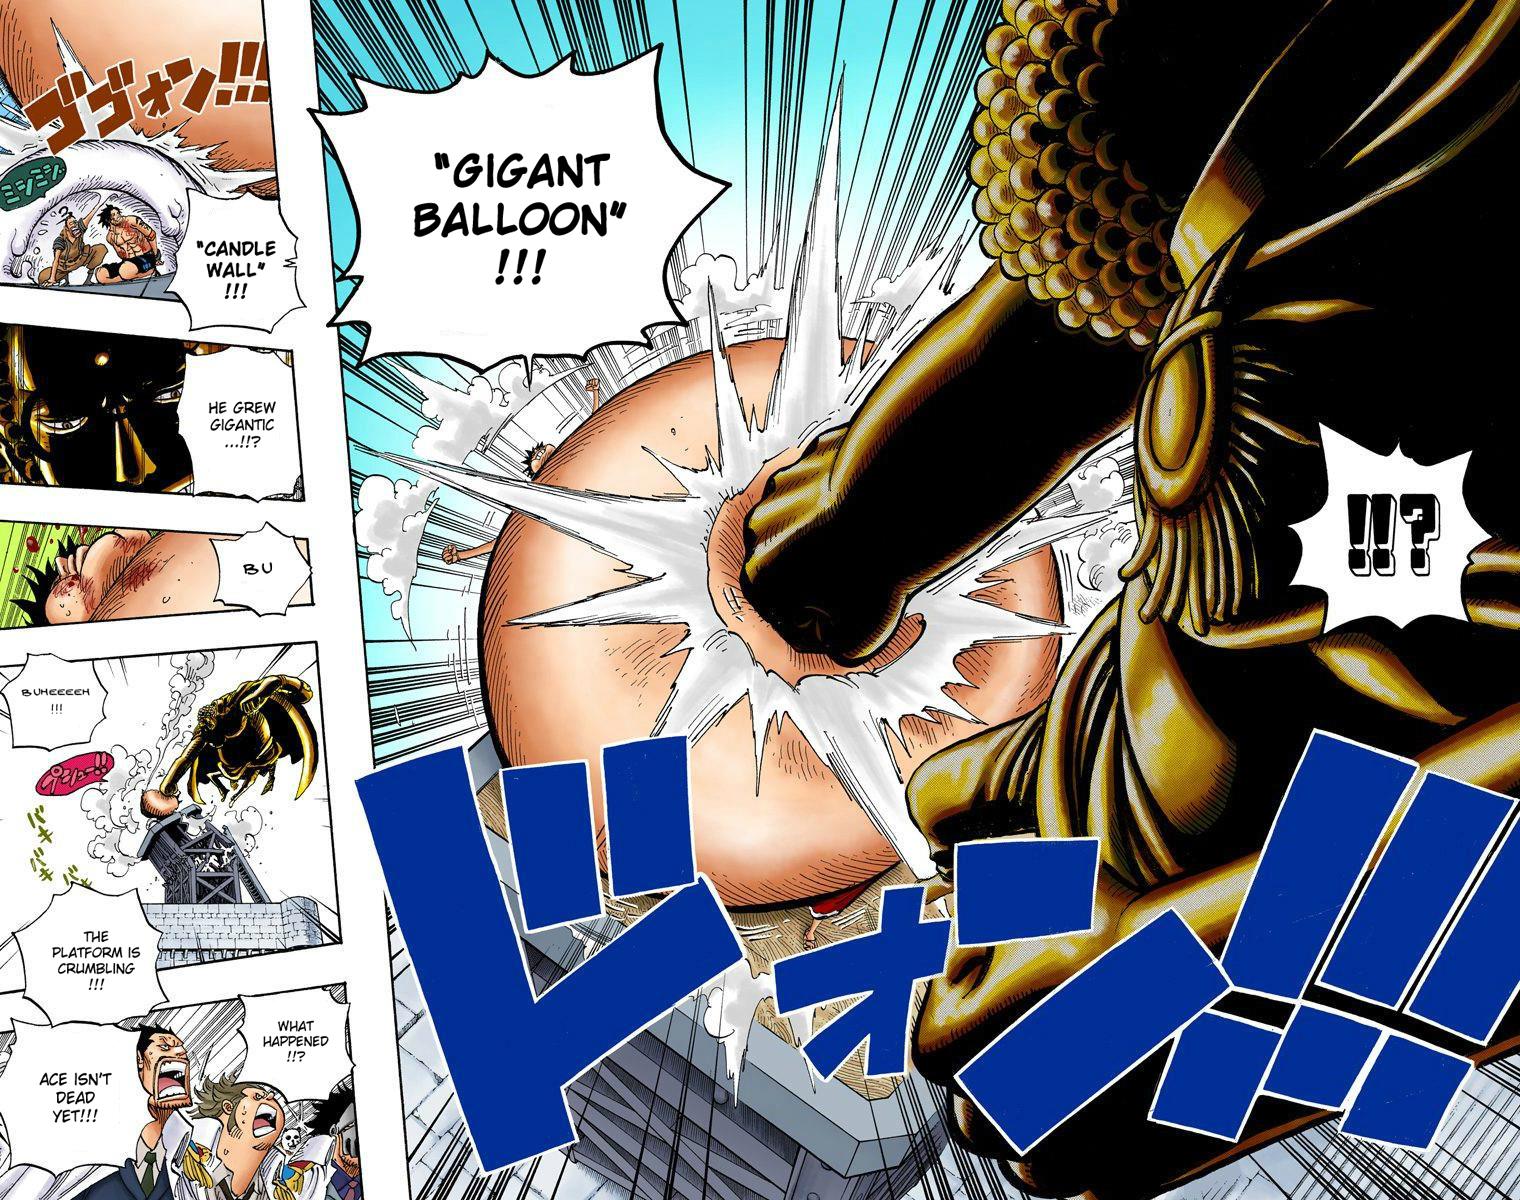 "GIGANT
BALLOON"
!!!
!!?
ドォン!!!
ゴゴォン!!!
ミシミシ
"CANDLE
WALL"
!!!
HE GREW
GIGANTIC
...!!?
BU
BUHEEEEH
!!!
プシュー!!
バキバキ
THE
PLATFORM IS
CRUMBLING
!!!
WHAT
HAPPENED
!!?
ACE ISN'T
DEAD
YET!!!